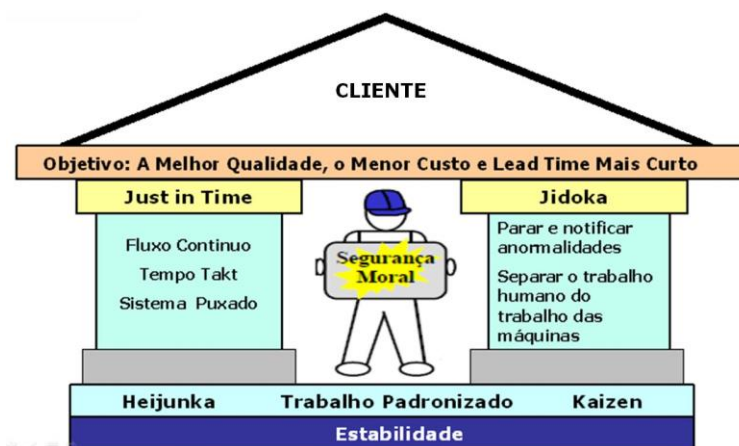 CLIENTE
Objetivo: A Melhor Qualidade, o Menor Custo e Lead Time Mais Curto
Just in Time
Fluxo Continuo
Tempo Takt
Sistema Puxado
Segurança
Moral
Jidoka
Parar e notificar
anormalidades
Separar o trabalho
humano do
trabalho das
máquinas
Heijunka Trabalho Padronizado Kaizen
Estabilidade